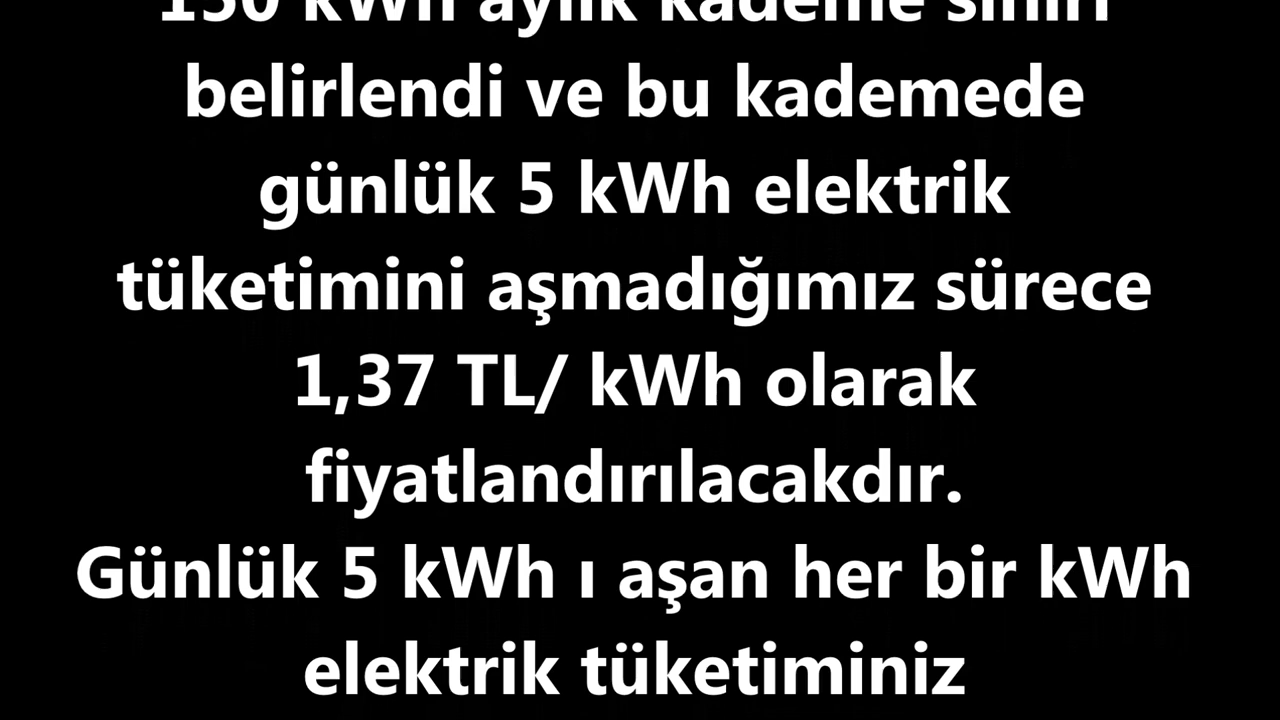 150 kWh aylık kademe sınırı
belirlendi ve bu kademede
günlük 5 kWh elektrik
tüketimini aşmadığımız sürece
1,37 TL/ kWh olarak
fiyatlandırılacakdır.
Günlük 5 kWh ı aşan her bir kWh
elektrik tüketiminiz